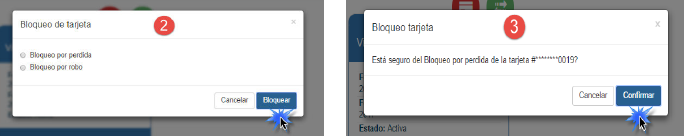 Bloqueo de tarjeta
×
2
Bloqueo por perdida
Bloqueo por robo
Cancelar
Bloquear
Bloqueo tarjeta
x
3
Está seguro del Bloqueo por perdida de la tarjeta #********0019?
Cancelar
Confirmar
Estado: Activa